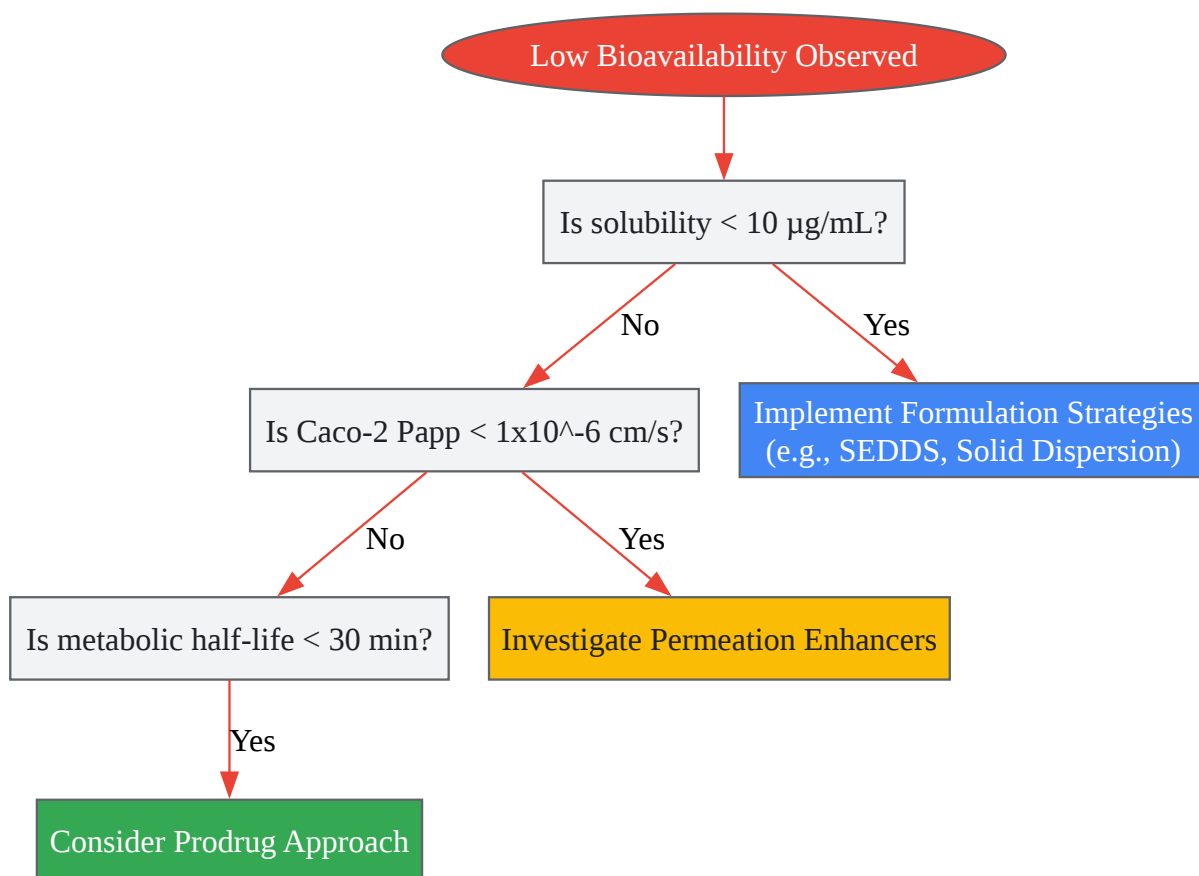 Low Bioavailability Observed
Is solubility < 10 µg/mL?
No
Yes
Is Caco-2 Papp < 1x10^-6 cm/s?
Implement Formulation Strategies
(e.g., SEDDS, Solid Dispersion)
No
Yes
Is metabolic half-life < 30 min?
Investigate Permeation Enhancers
Yes
Consider Prodrug Approach